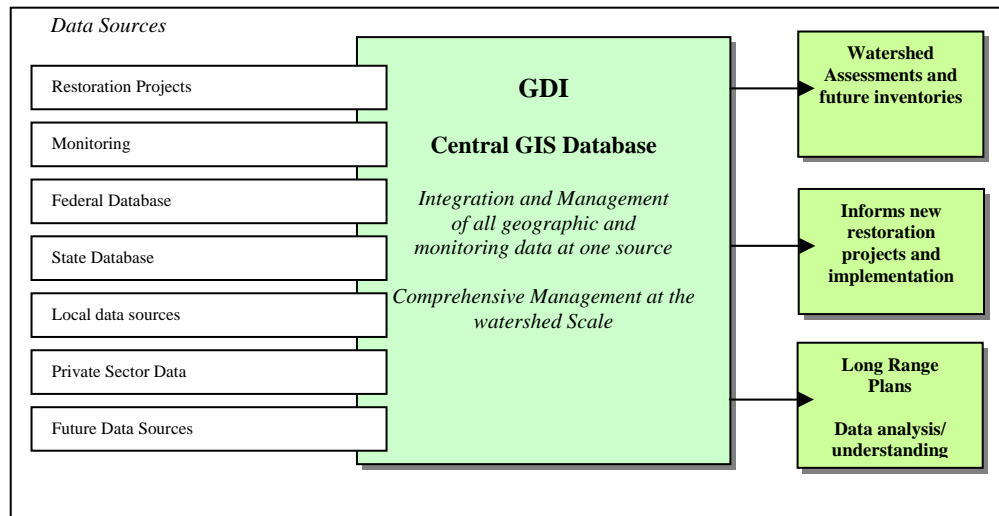 Data Sources
Restoration Projects
Monitoring
Federal Database
State Database
Local data sources
Private Sector Data
Future Data Sources
GDI
Central GIS Database
Integration and Management
of all geographic and
monitoring data at one source
Comprehensive Management at the
watershed Scale
Watershed
Assessments and
future inventories
Informs new
restoration
projects and
implementation
Long Range
Plans
Data analysis/
understanding